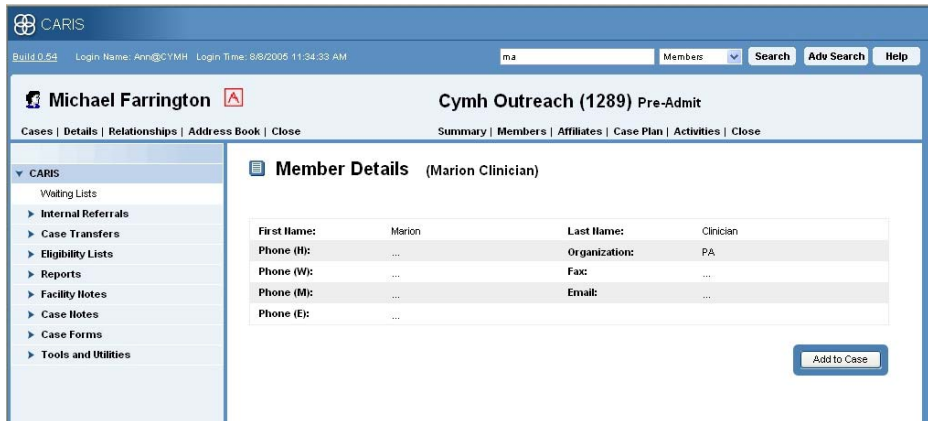 CARIS
Build 0.54 Login Name: Ann@CYMH Login Time: 8/8/2005 11:34:33 AM ma Members Search Adv Search Help
Michael Farrington A Cymh Outreach (1289) Pre-Admit
Cases | Details | Relationships | Address Book | Close Summary | Members | Affiliates | Case Plan | Activities | Close
CARIS
Waiting Lists
Internal Referrals
Case Transfers
Eligibility Lists
Reports
Facility Notes
Case Notes
Case Forms
Tools and Utilities
Member Details (Marion Clinician)
First Name: Marion Last Name: Clinician
Phone (H): ... Organization: PA
Phone (W): ... Fax: ...
Phone (M): ... Email: ...
Phone (E): ...
Add to Case